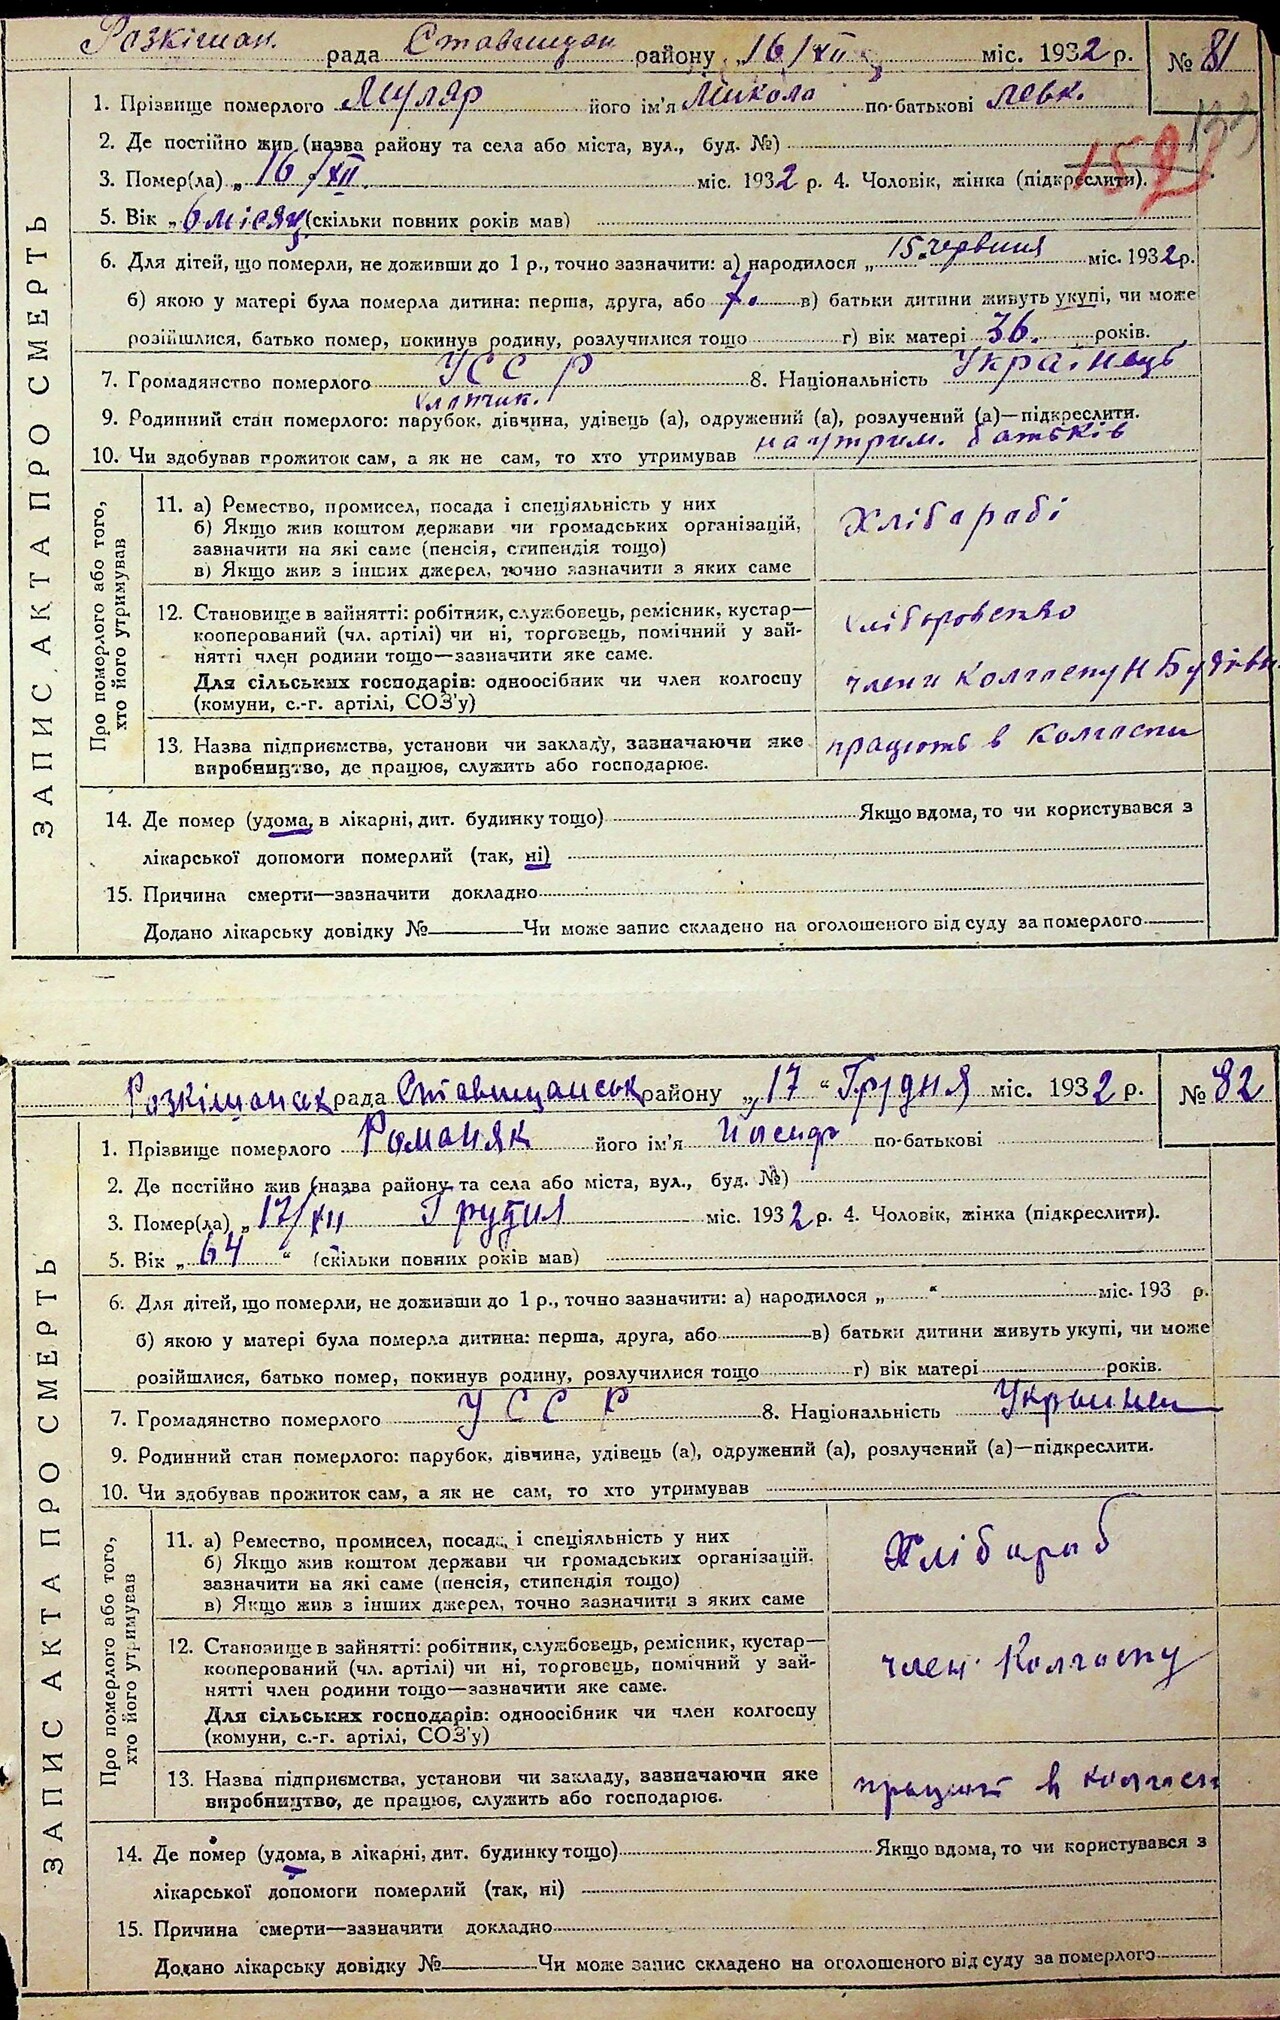 Розкішан. рада Ставищан району „16/XII міс. 1932 р. № 81
1. Прізвище померлого Муляр його ім'я Микола по-батькові Левк.
133
2. Де постійно жив (назва району та села або міста, вул., буд. №)
152
3. Помер(ла) „16/XII. міс. 1932 р. 4. Чоловік, жінка (підкреслити).
5. Вік „6 місяц (скільки повних років мав)
6. Для дітей, що померли, не доживши до 1 р., точно зазначити: а) народилося „15 червиня міс. 1932 р.
б) якою у матері була померла дитина: перша, друга, або 7. в) батьки дитини живуть укупі, чи може
розійшлися, батько помер, покинув родину, розлучилися тощо г) вік матері 36. років.
7. Громадянство померлого УССР 8. Національність Українець
хлапчик.
9. Родинний стан померлого: парубок, дівчина, удівець (а), одружений (а), розлучений (а)—підкреслити.
10. Чи здобував прожиток сам, а як не сам, то хто утримував на утрим. батьків
ЗАПИС АКТА ПРО СМЕРТЬ
Про померлого або того, хто його утримував
11. а) Ремество, промисел, посада і спеціяльність у них
б) Якщо жив коштом держави чи громадських організацій, зазначити на які саме (пенсія, стипендія тощо)
в) Якщо жив з інших джерел, точно зазначити з яких саме
Хлібарабі
12. Становище в зайнятті: робітник, службовець, ремісник, кустар—
кооперований (чл. артілі) чи ні, торговець, помічний у зай-
нятті член родини тощо—зазначити яке саме.
Для сільських господарів: одноосібник чи член колгоспу
(комуни, с.-г. артілі, СОЗ'у)
хліборовство
члени Колгоспу Н Будівн
13. Назва підприємства, установи чи закладу, зазначаючи яке
виробництво, де працює, служить або господарює.
працюють в Колгоспи
14. Де помер (удома, в лікарні, дит. будинку тощо) Якщо вдома, то чи користувався з
лікарської допомоги померлий (так, ні)
15. Причина смерти—зазначити докладно
Додано лікарську довідку № Чи може запис складено на оголошеного від суду за померлого
Розкішанск рада Ставищанськ району „17“ Грудня міс. 1932 р. № 82
1. Прізвище померлого Романяк його ім'я Йосиф по-батькові
2. Де постійно жив (назва району та села або міста, вул., буд. №)
3. Помер(ла) „17/XII Грудня міс. 1932 р. 4. Чоловік, жінка (підкреслити).
5. Вік „64“ (скільки повних років мав)
6. Для дітей, що померли, не доживши до 1 р., точно зазначити: а) народилося „ “ міс. 193 р.
б) якою у матері була померла дитина: перша, друга, або в) батьки дитини живуть укупі, чи може
розійшлися, батько помер, покинув родину, розлучилися тощо г) вік матері років.
7. Громадянство померлого УССР 8. Національність Украинец
9. Родинний стан померлого: парубок, дівчина, удівець (а), одружений (а), розлучений (а)—підкреслити.
10. Чи здобував прожиток сам, а як не сам, то хто утримував
ЗАПИС АКТА ПРО СМЕРТЬ
Про померлого або того, хто його утримував
11. а) Ремество, промисел, посада і спеціяльність у них
б) Якщо жив коштом держави чи громадських організацій,
зазначити на які саме (пенсія, стипендія тощо)
в) Якщо жив з інших джерел, точно зазначити з яких саме
Хлібараб
12. Становище в зайнятті: робітник, службовець, ремісник, кустар—
кооперований (чл. артілі) чи ні, торговець, помічний у зай-
нятті член родини тощо—зазначити яке саме.
Для сільських господарів: одноосібник чи член колгоспу
(комуни, с.-г. артілі, СОЗ'у)
член Колгоспу
13. Назва підприємства, установи чи закладу, зазначаючи яке
виробництво, де працює, служить або господарює.
працюют в колгосп
14. Де помер (удома, в лікарні, дит. будинку тощо) Якщо вдома, то чи користувався з
лікарської допомоги померлий (так, ні)
15. Причина смерти—зазначити докладно
Додано лікарську довідку № Чи може запис складено на оголошеного від суду за померлого